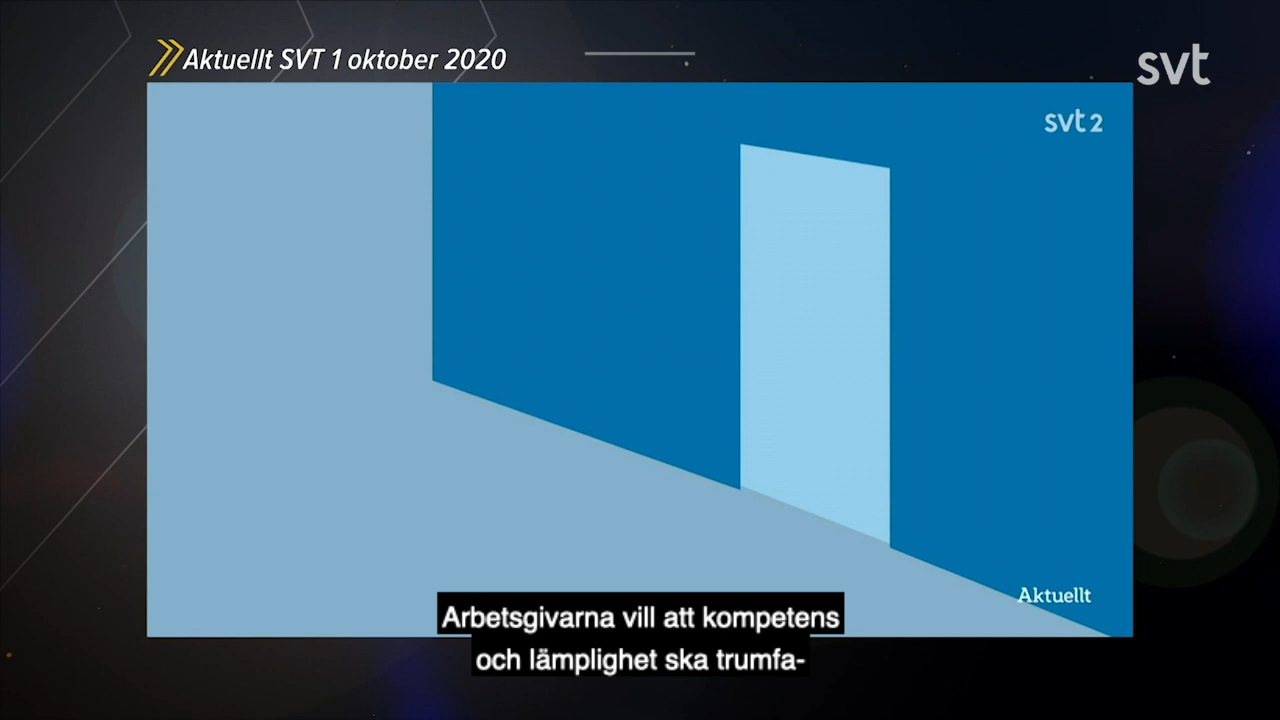 Aktuellt SVT 1 oktober 2020
svt
svt2
Aktuellt
Arbetsgivarna vill att kompetens
och lämplighet ska trumfa-